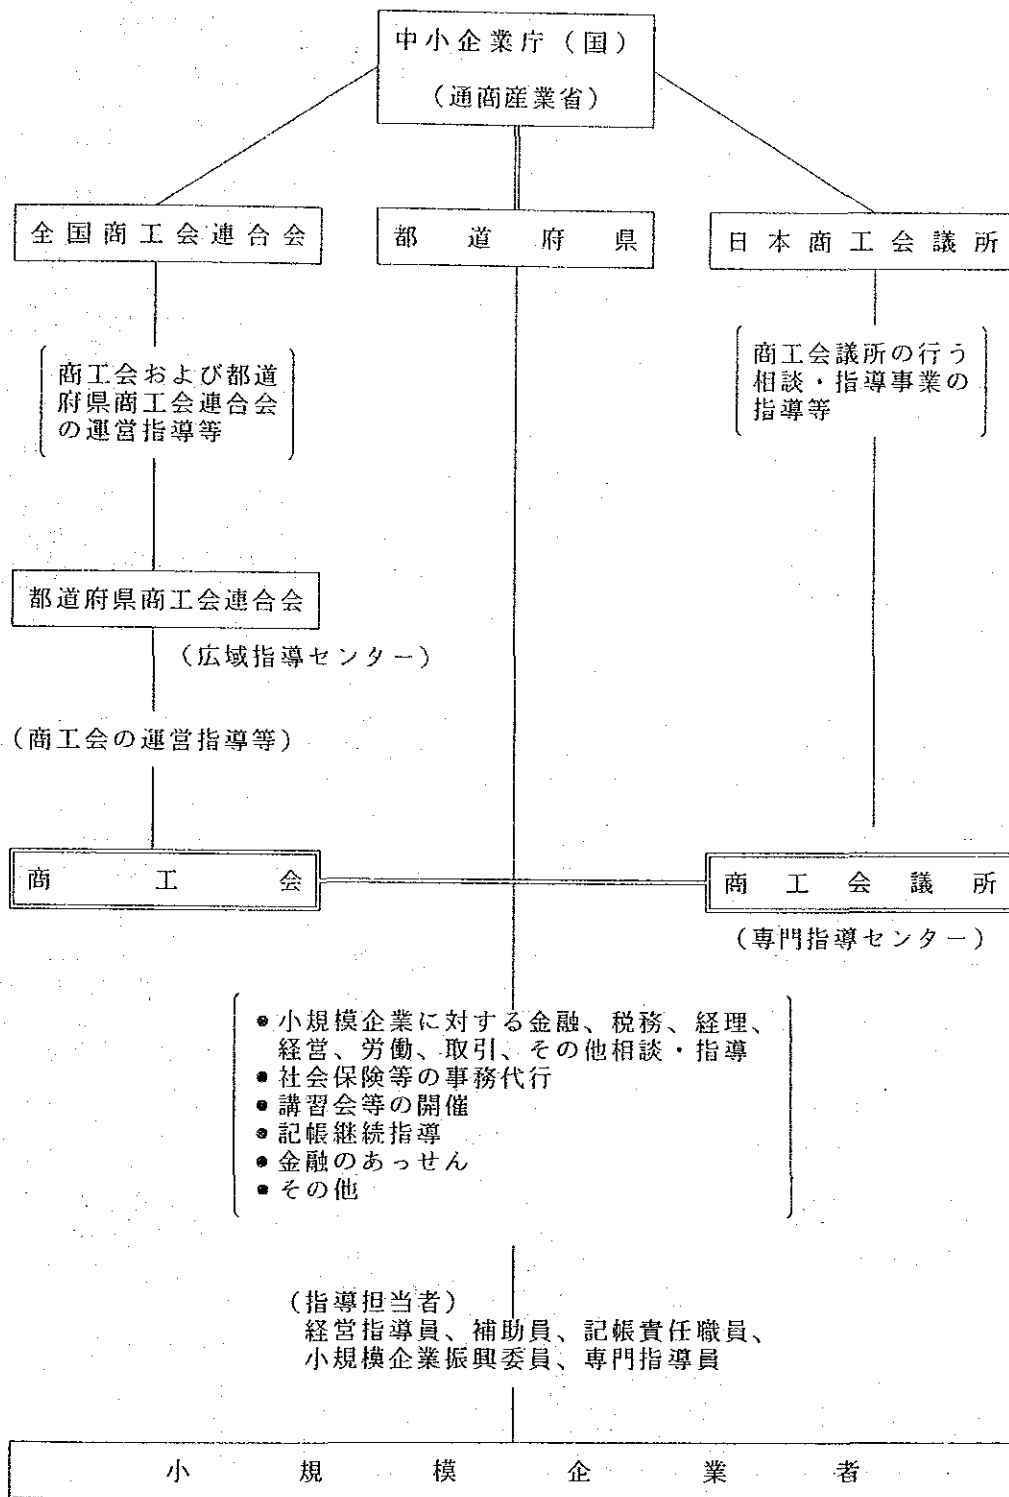 中小企業庁（国）
（通商産業省）
全国商工会連合会
都道府県
日本商工会議所
商工会および都道
府県商工会連合会
の運営指導等
商工会議所の行う
相談・指導事業の
指導等
都道府県商工会連合会
（広域指導センター）
（商工会の運営指導等）
商工会
商工会議所
（専門指導センター）
●小規模企業に対する金融、税務、経理、
経営、労働、取引、その他相談・指導
●社会保険等の事務代行
●講習会等の開催
●記帳継続指導
●金融のあっせん
●その他
（指導担当者）
経営指導員、補助員、記帳責任職員、
小規模企業振興委員、専門指導員
小規模企業者